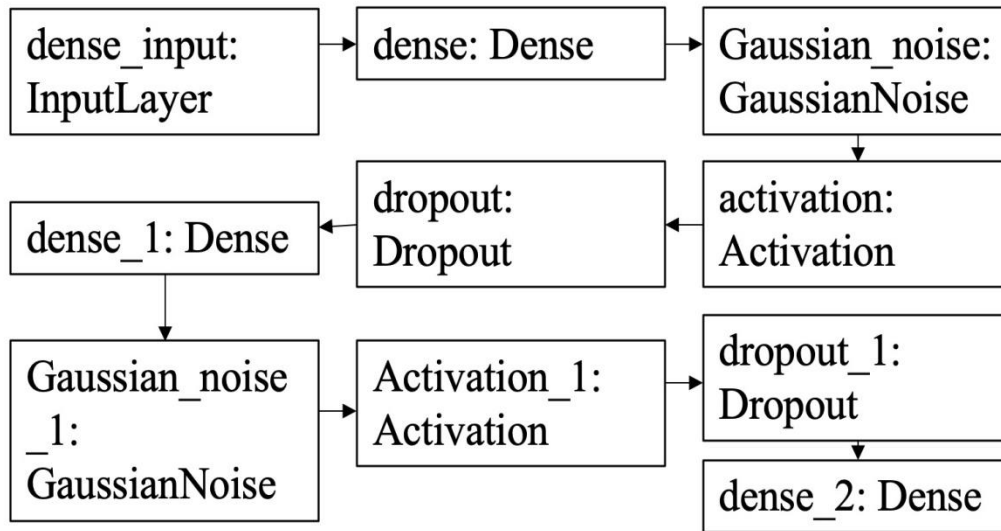 dense_input:
InputLayer
dense: Dense
Gaussian_noise:
GaussianNoise
activation:
Activation
dropout:
Dropout
dense_1: Dense
Gaussian_noise
_1:
GaussianNoise
Activation_1:
Activation
dropout_1:
Dropout
dense_2: Dense